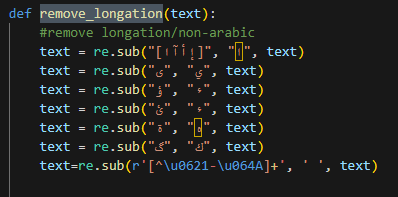 def remove_longation(text):
#remove longation/non-arabic
text = re.sub("[إأآا]", "ا", text)
text = re.sub("ى", "ي", text)
text = re.sub("ؤ", "ء", text)
text = re.sub("ئ", "ء", text)
text = re.sub("ة", "ه", text)
text = re.sub("گ", "ك", text)
text=re.sub(r'[^\u0621-\u064A]+', ' ', text)